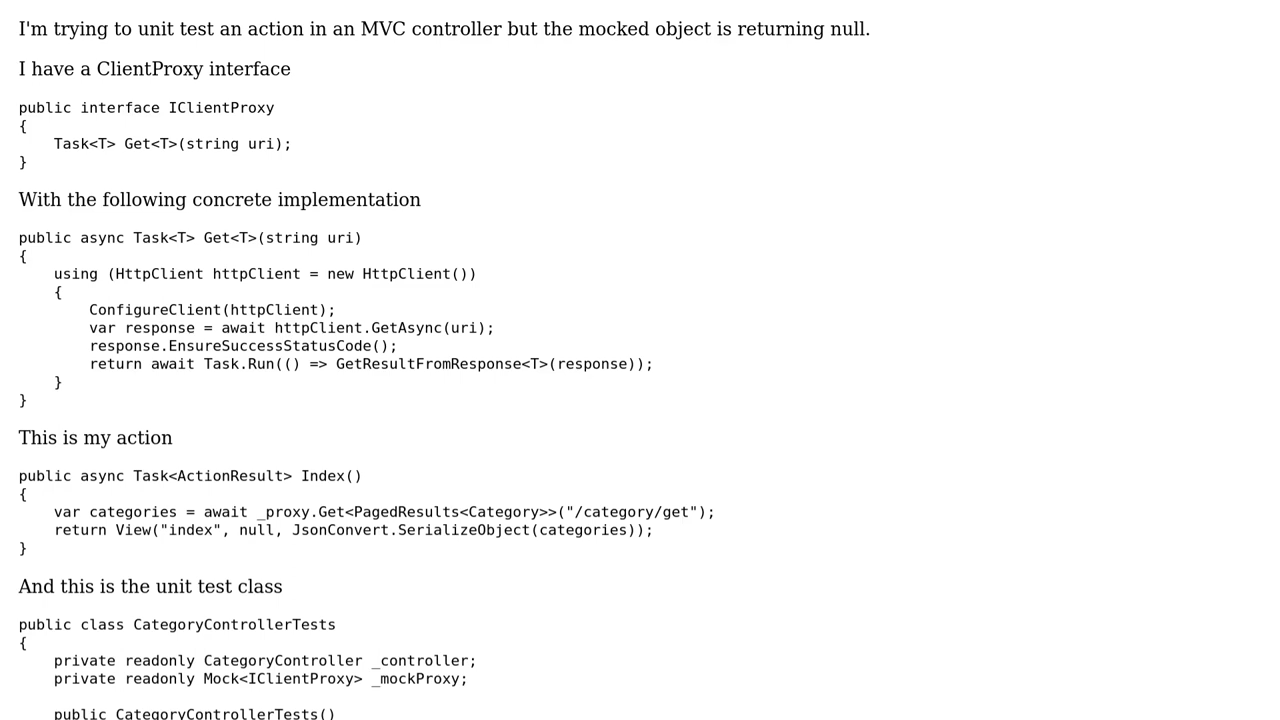 I'm trying to unit test an action in an MVC controller but the mocked object is returning null.
I have a ClientProxy interface
public interface IClientProxy
{
    Task<T> Get<T>(string uri);
}
With the following concrete implementation
public async Task<T> Get<T>(string uri)
{
    using (HttpClient httpClient = new HttpClient())
    {
        ConfigureClient(httpClient);
        var response = await httpClient.GetAsync(uri);
        response.EnsureSuccessStatusCode();
        return await Task.Run(() => GetResultFromResponse<T>(response));
    }
}
This is my action
public async Task<ActionResult> Index()
{
    var categories = await _proxy.Get<PagedResults<Category>>("/category/get");
    return View("index", null, JsonConvert.SerializeObject(categories));
}
And this is the unit test class
public class CategoryControllerTests
{
    private readonly CategoryController _controller;
    private readonly Mock<IClientProxy> _mockProxy;
    public CategoryControllerTests()